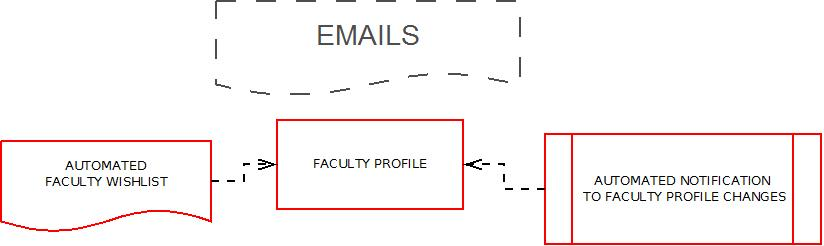 EMAILS
AUTOMATED
FACULTY WISHLIST
FACULTY PROFILE
AUTOMATED NOTIFICATION
TO FACULTY PROFILE CHANGES